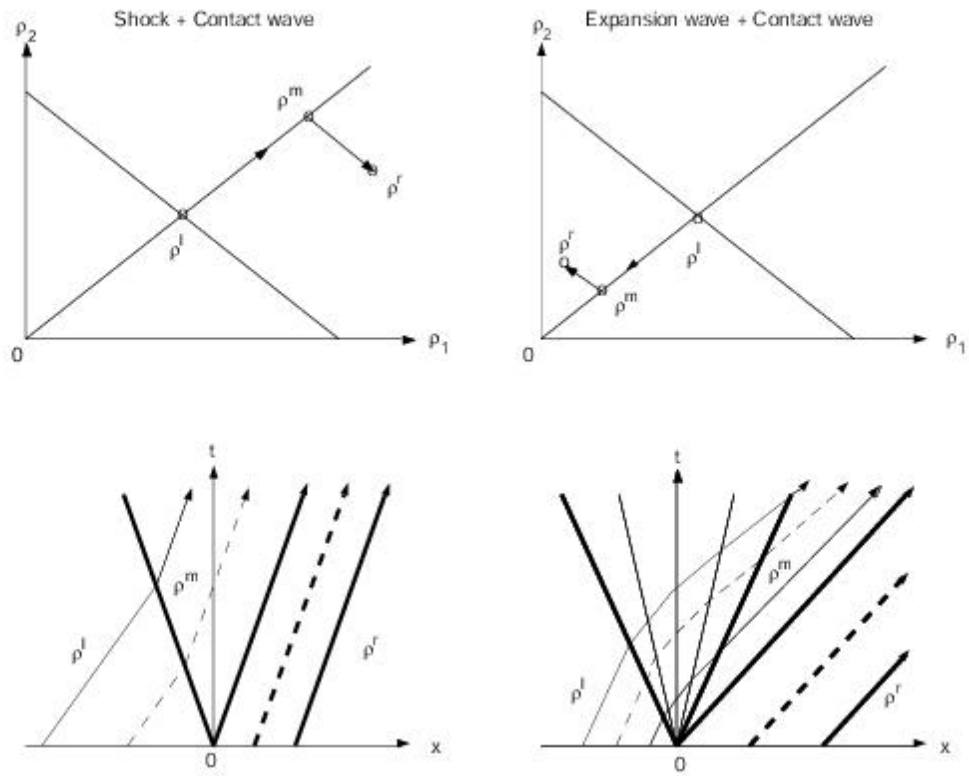 Shock + Contact wave
ρ₂
ρᵐ
ρʳ
ρˡ
0
ρ₁
Expansion wave + Contact wave
ρ₂
ρʳ
ρˡ
ρᵐ
0
ρ₁
t
ρᵐ
ρˡ
ρʳ
0
x
t
ρᵐ
ρˡ
ρʳ
0
x